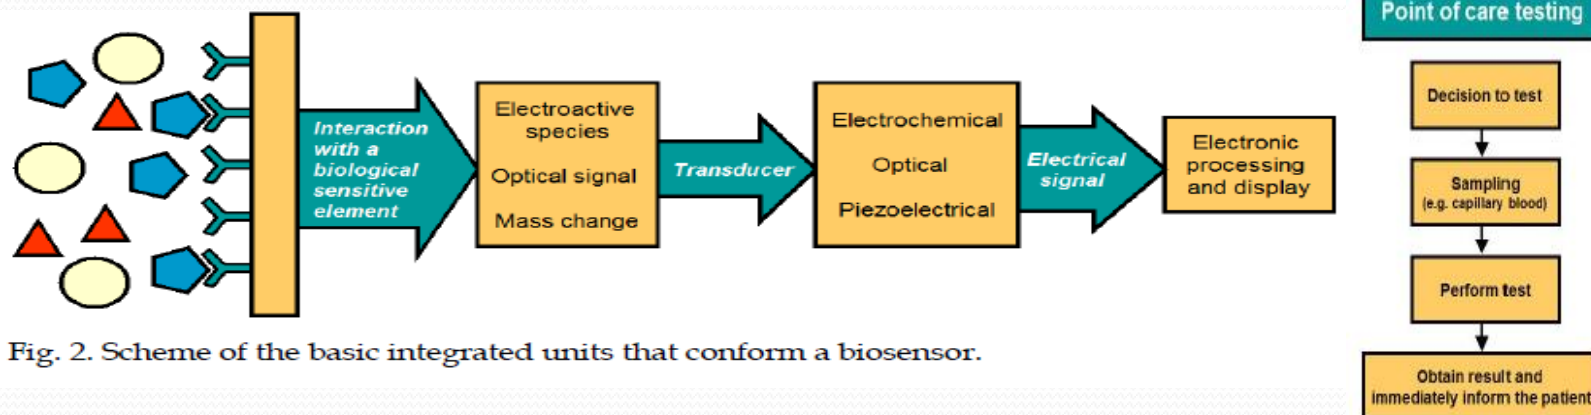 Interaction
with a
biological
sensitive
element
Electroactive
species
Optical signal
Mass change
Transducer
Electrochemical
Optical
Piezoelectrical
Electrical
signal
Electronic
processing
and display
Fig. 2. Scheme of the basic integrated units that conform a biosensor.
Point of care testing
Decision to test
Sampling
(e.g. capillary blood)
Perform test
Obtain result and
immediately inform the patient